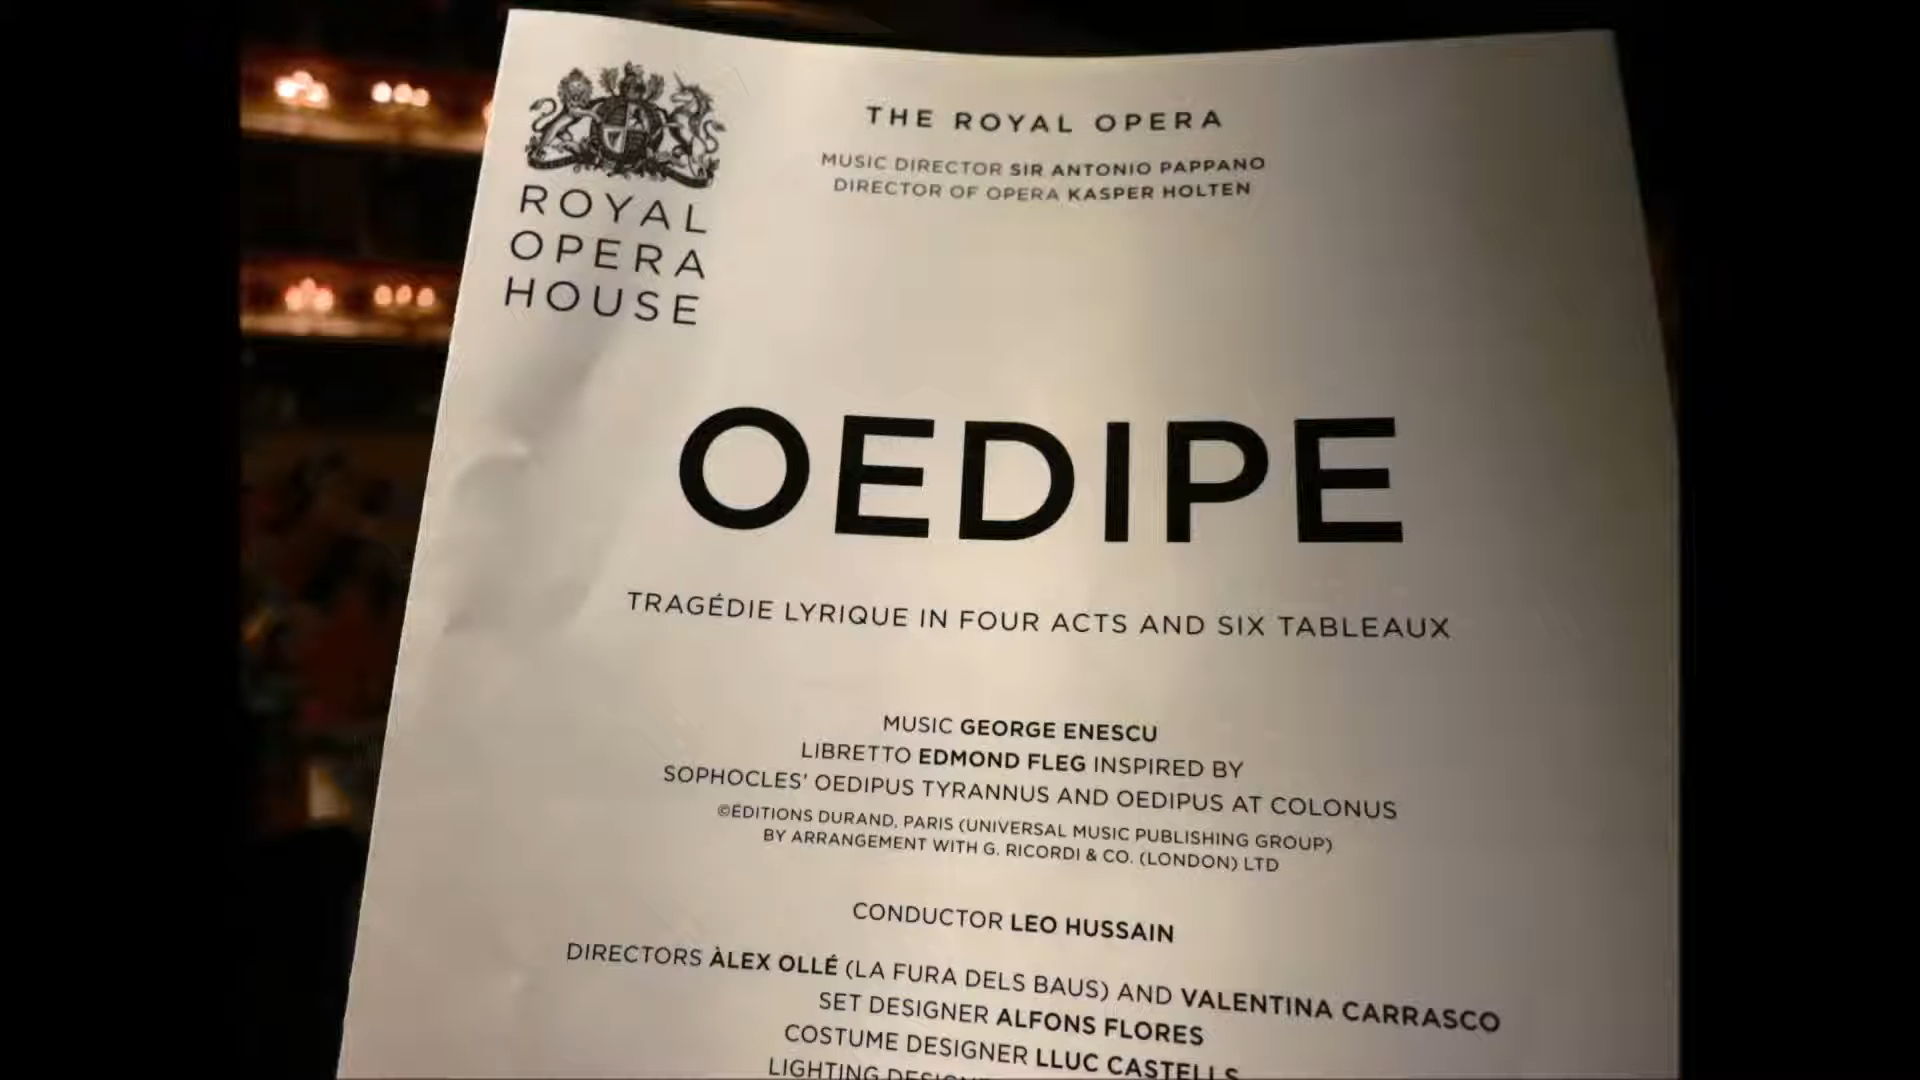 ROYAL
OPERA
HOUSE
THE ROYAL OPERA
MUSIC DIRECTOR SIR ANTONIO PAPPANO
DIRECTOR OF OPERA KASPER HOLTEN
OEDIPE
TRAGÉDIE LYRIQUE IN FOUR ACTS AND SIX TABLEAUX
MUSIC GEORGE ENESCU
LIBRETTO EDMOND FLEG INSPIRED BY
SOPHOCLES' OEDIPUS TYRANNUS AND OEDIPUS AT COLONUS
©ÉDITIONS DURAND, PARIS (UNIVERSAL MUSIC PUBLISHING GROUP)
BY ARRANGEMENT WITH G. RICORDI & CO. (LONDON) LTD
CONDUCTOR LEO HUSSAIN
DIRECTORS ÀLEX OLLÉ (LA FURA DELS BAUS) AND VALENTINA CARRASCO
SET DESIGNER ALFONS FLORES
COSTUME DESIGNER LLUC CASTELLS
LIGHTING